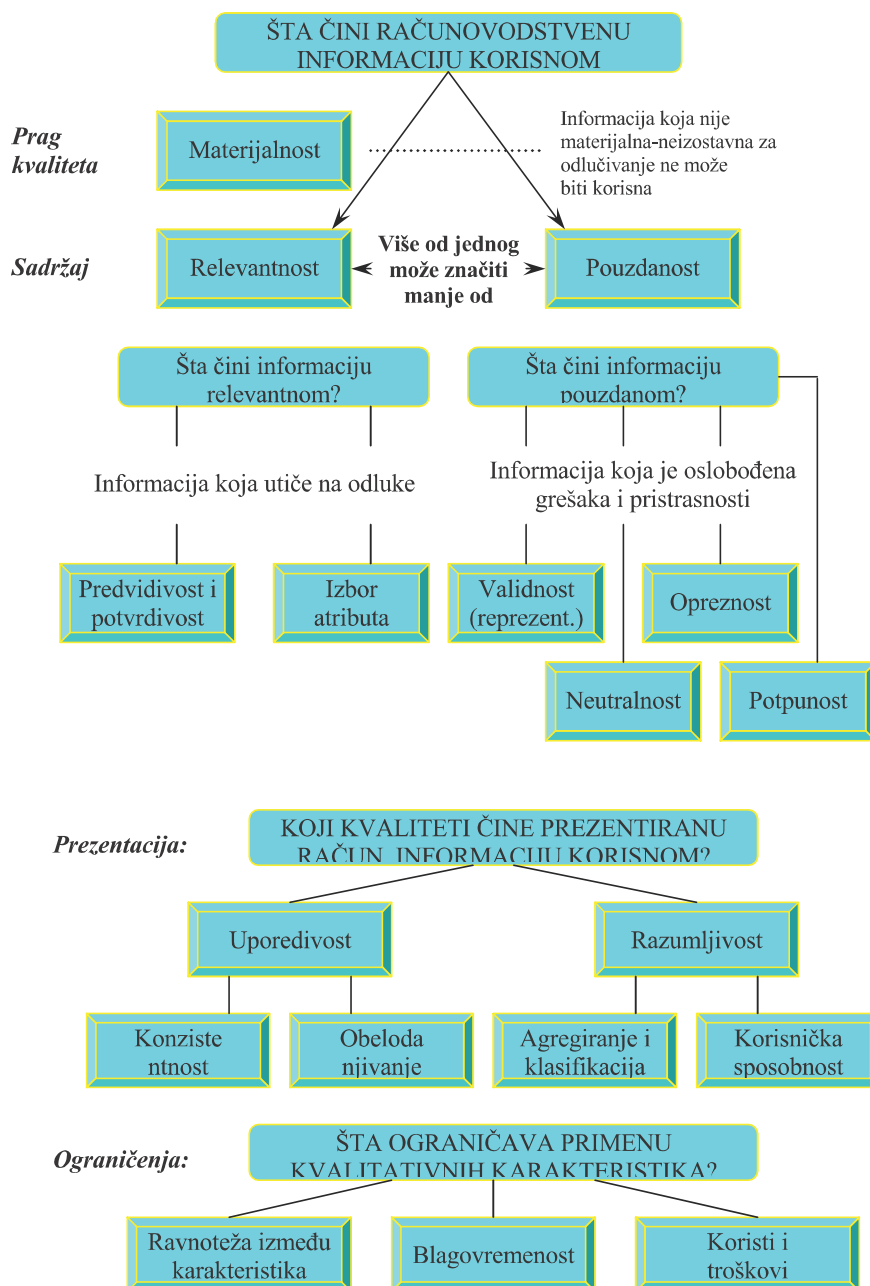 ŠTA ČINI RAČUNOVODSTVENU
INFORMACIJU KORISNOM
Prag
kvaliteta
Materijalnost
Informacija koja nije
materijalna-neizostavna za
odlučivanje ne može
biti korisna
Sadržaj
Relevantnost
Više od jednog
može značiti
manje od
Pouzdanost
Šta čini informaciju
relevantnom?
Šta čini informaciju
pouzdanom?
Informacija koja utiče na odluke
Informacija koja je oslobođena
grešaka i pristrasnosti
Predvidivost i
potvrdivost
Izbor
atributa
Validnost
(reprezent.)
Opreznost
Neutralnost
Potpunost
Prezentacija:
KOJI KVALITETI ČINE PREZENTIRANU
RAČUN. INFORMACIJU KORISNOM?
Uporedivost
Razumljivost
Konziste
ntnost
Obeloda
njivanje
Agregiranje i
klasifikacija
Korisnička
sposobnost
Ograničenja:
ŠTA OGRANIČAVA PRIMENU
KVALITATIVNIH KARAKTERISTIKA?
Ravnoteža između
karakteristika
Blagovremenost
Koristi i
troškovi